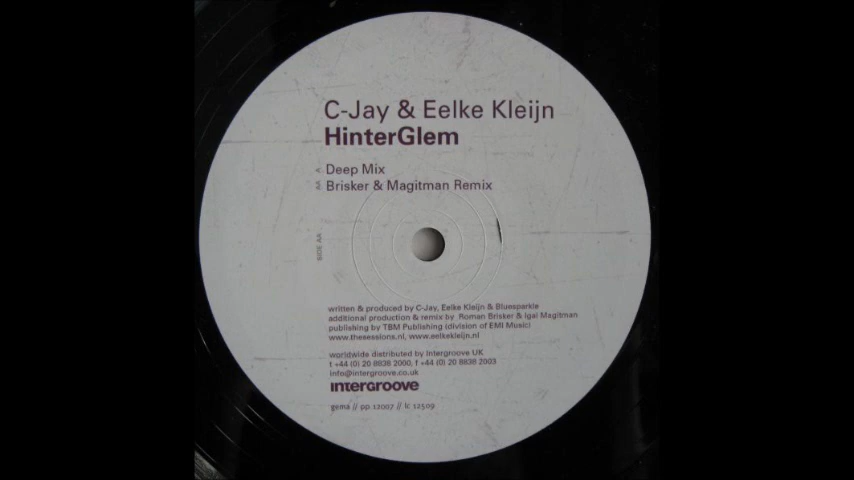 C-Jay & Eelke Kleijn
HinterGlem
A Deep Mix
AA Brisker & Magitman Remix
SIDE AA
written & produced by C-Jay, Eelke Kleijn & Bluesparkle
additional production & remix by Roman Brisker & Igal Magitman
publishing by TBM Publishing (division of EMI Music)
www.thesessions.nl, www.eelkekleijn.nl
worldwide distributed by Intergroove UK
t +44 (0) 20 8838 2000, f +44 (0) 20 8838 2003
info@intergroove.co.uk
intergroove
gema // pp 12007 // lc 12509